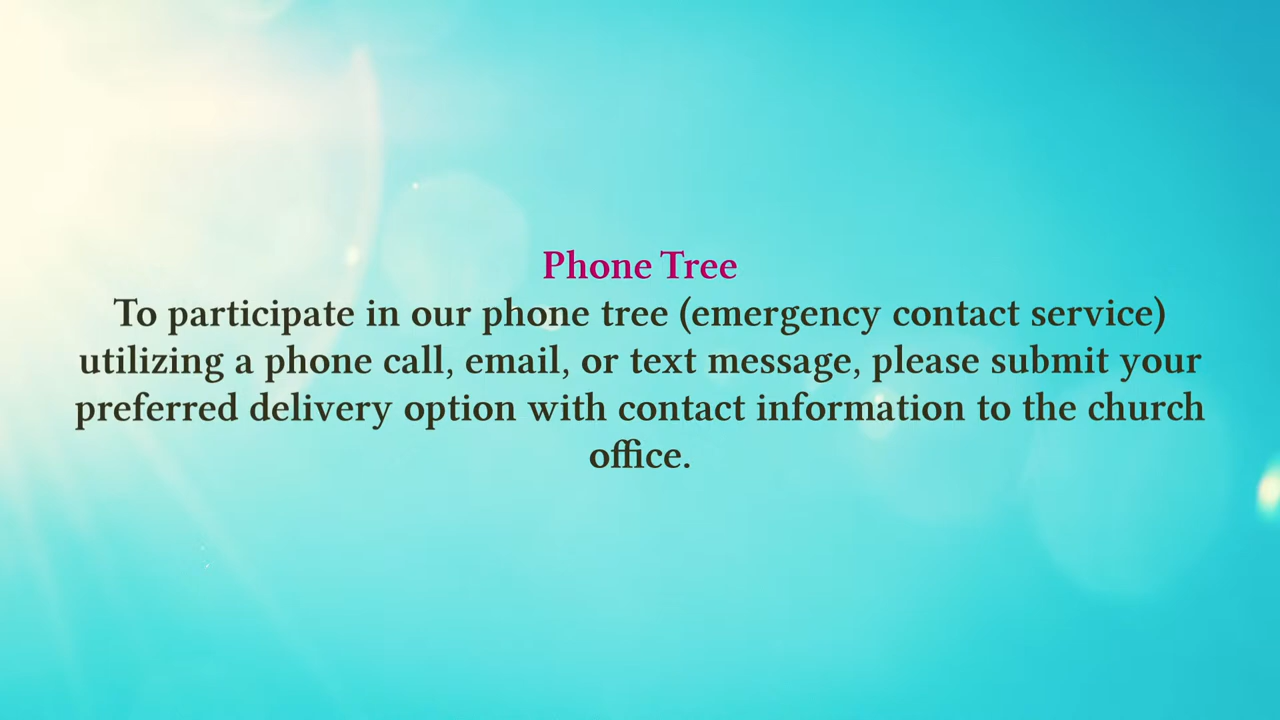 Phone Tree
To participate in our phone tree (emergency contact service)
utilizing a phone call, email, or text message, please submit your
preferred delivery option with contact information to the church
office.